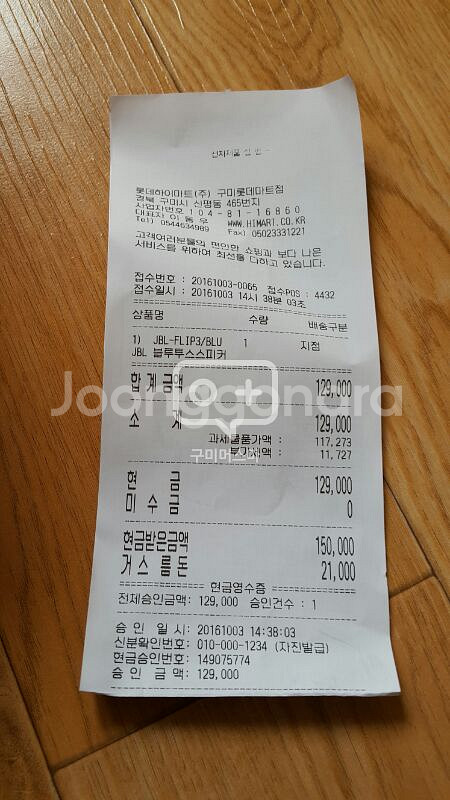 전자제품
롯데하이마트(주) 구미롯데마트점
경북 구미시 신평동 465번지
사업자번호 104-81-16860
대표자 이 동 우 WWW.HIMART.CO.KR
Tel) 0544634989 Fax) 05023331221
고객여러분들의 편안한 쇼핑과 보다 나은
서비스를 위하여 최선를 다하고 있습니다.
접수번호 : 20161003-0065 접수POS : 4432
접수일시 : 20161003 14시 38분 03초
상품명 수량 배송구분
1) JBL-FLIP3/BLU 1 지점
JBL 블루투스스피커
합계금액 129,000
Joonggonara
소 계 129,000
과세물품가액 : 117,273
부가세액 : 11,727
구미머스마
현 금 129,000
미 수 금 0
현금받은금액 150,000
거스름돈 21,000
현금영수증
전체승인금액: 129,000 승인건수 : 1
승 인 일 시: 20161003 14:38:03
신분확인번호: 010-000-1234 (자진발급)
현금승인번호: 149075774
승 인 금 액: 129,000